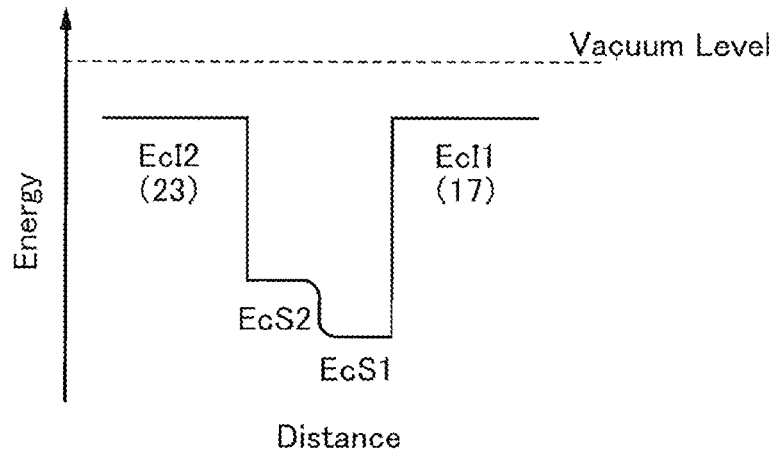 Vacuum Level
EcI2
(23)
EcI1
(17)
Energy
EcS2
EcS1
Distance